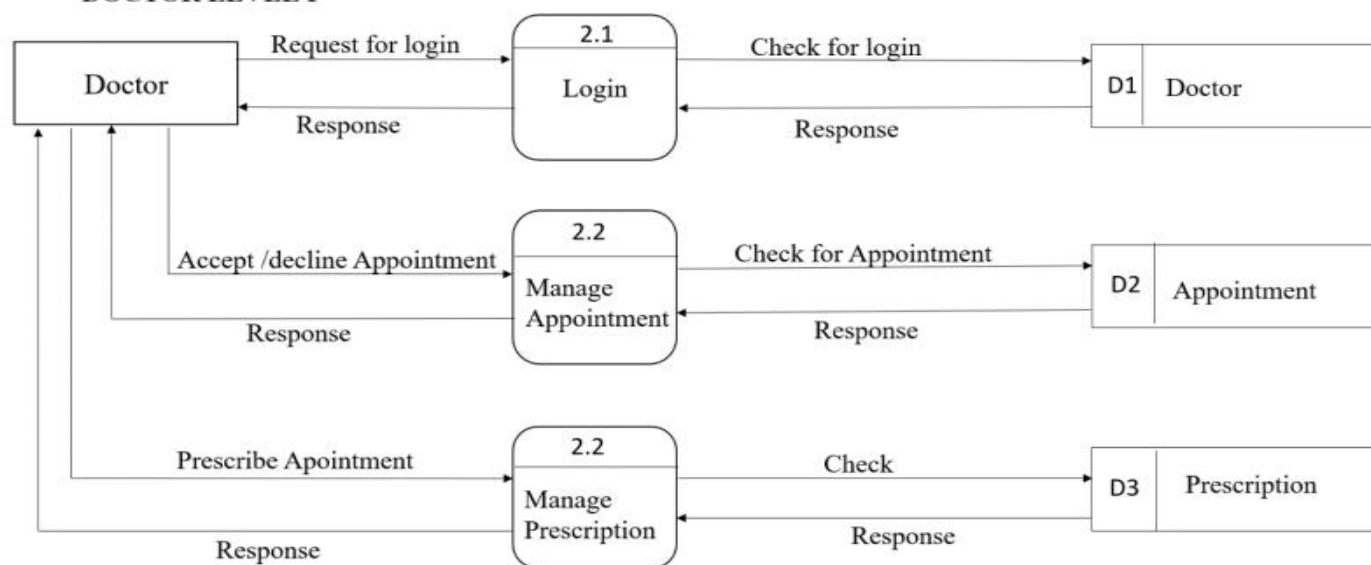 Doctor
Request for login
Response
2.1
Login
Check for login
Response
D1
Doctor
Accept /decline Appointment
Response
2.2
Manage
Appointment
Check for Appointment
Response
D2
Appointment
Prescribe Apointment
Response
2.2
Manage
Prescription
Check
Response
D3
Prescription